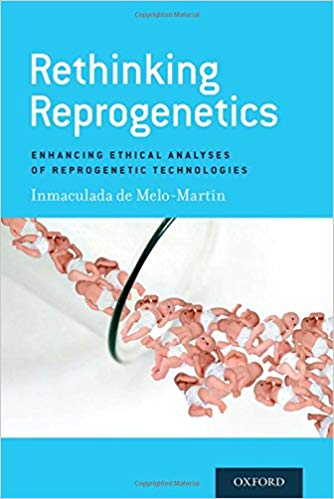 Rethinking
Reprogenetics
ENHANCING ETHICAL ANALYSES
OF REPROGENETIC TECHNOLOGIES
Inmaculada de Melo-Martín
OXFORD